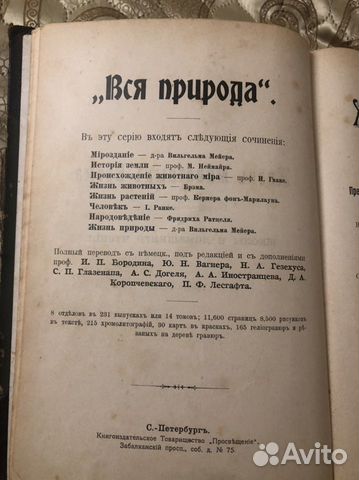 „Вся природа“.
Въ эту серію входятъ слѣдующія сочиненія:
Мірозданіе – д-ра Вильгельма Мейера.
Исторія земли – проф. М. Неймайра.
Происхожденіе животнаго міра – проф. В. Гааке.
Жизнь животныхъ – Брэма.
Жизнь растеній – проф. Кернера фонъ-Марилауна.
Человѣкъ – І. Ранке.
Народовѣдѣніе – Фридриха Ратцеля.
Жизнь природы – д-ра Вильгельма Мейера.
Полный переводъ съ нѣмецк., подъ редакціей и съ дополненіями
проф. И. П. Бородина, Ю. Н. Вагнера, Н. А. Гезехуса,
С. П. Глазенапа, А. С. Догеля, А. А. Иностранцева, Д. А.
Коропчевскаго, П. Ф. Лесгафта.
8 отдѣловъ въ 231 выпускахъ или 14 томовъ; 11,600 страницъ 8,500 рисунковъ
въ текстѣ, 215 хромолитографій, 30 картъ въ краскахъ, 165 геліогравюръ и рѣ-
занныхъ на деревѣ гравюръ.
С.-Петербургъ.
Книгоиздательское Товарищество „Просвѣщеніе“,
Забалканскій просп., соб. д. № 75.
Avito